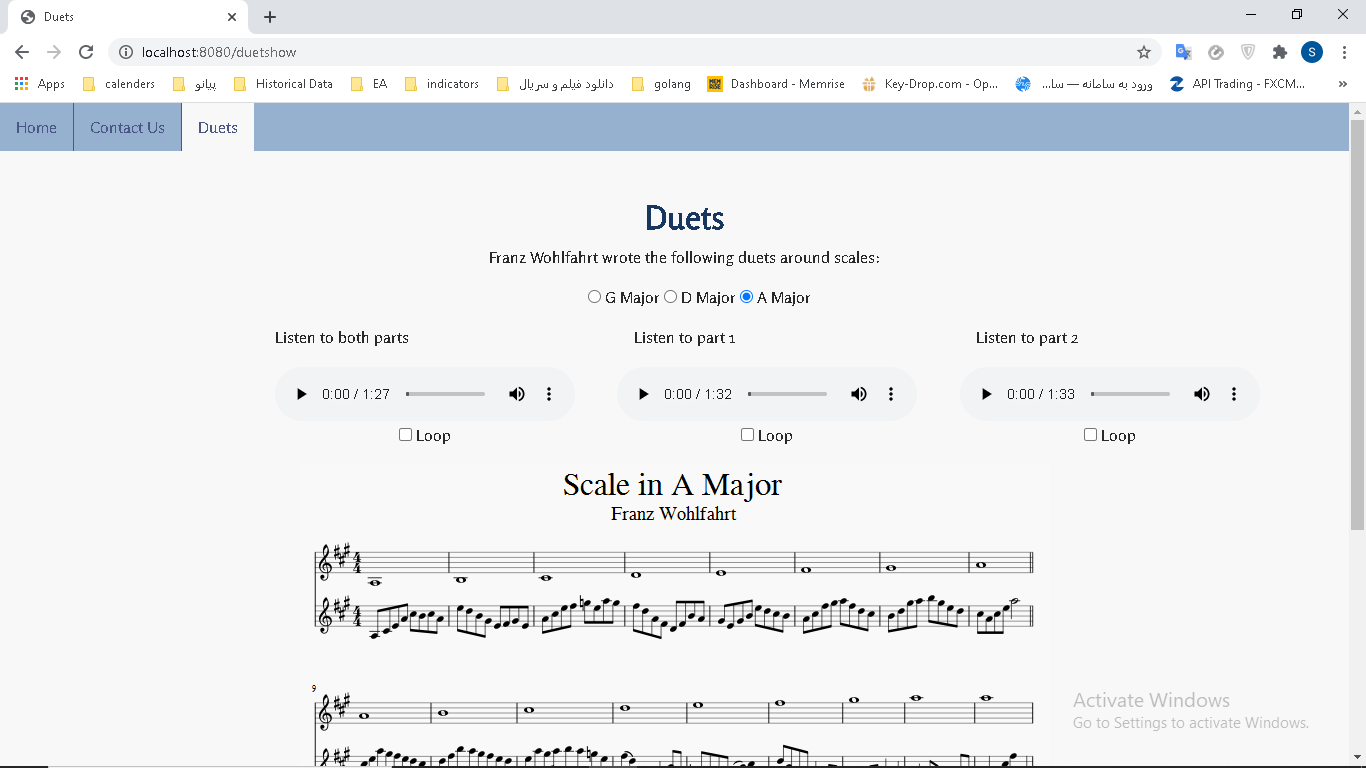 Duets
localhost:8080/duetshow
S
Apps calenders پیانو Historical Data EA indicators دانلود فیلم و سریال golang Dashboard - Memrise Key-Drop.com - Op... ورود به سامانه — سا... API Trading - FXCM... »
Home Contact Us Duets
Duets
Franz Wohlfahrt wrote the following duets around scales:
G Major D Major A Major
Listen to both parts Listen to part 1 Listen to part 2
0:00 / 1:27 0:00 / 1:32 0:00 / 1:33
Loop Loop Loop
Scale in A Major
Franz Wohlfahrt
4
4
4
4
9
Activate Windows
Go to Settings to activate Windows.